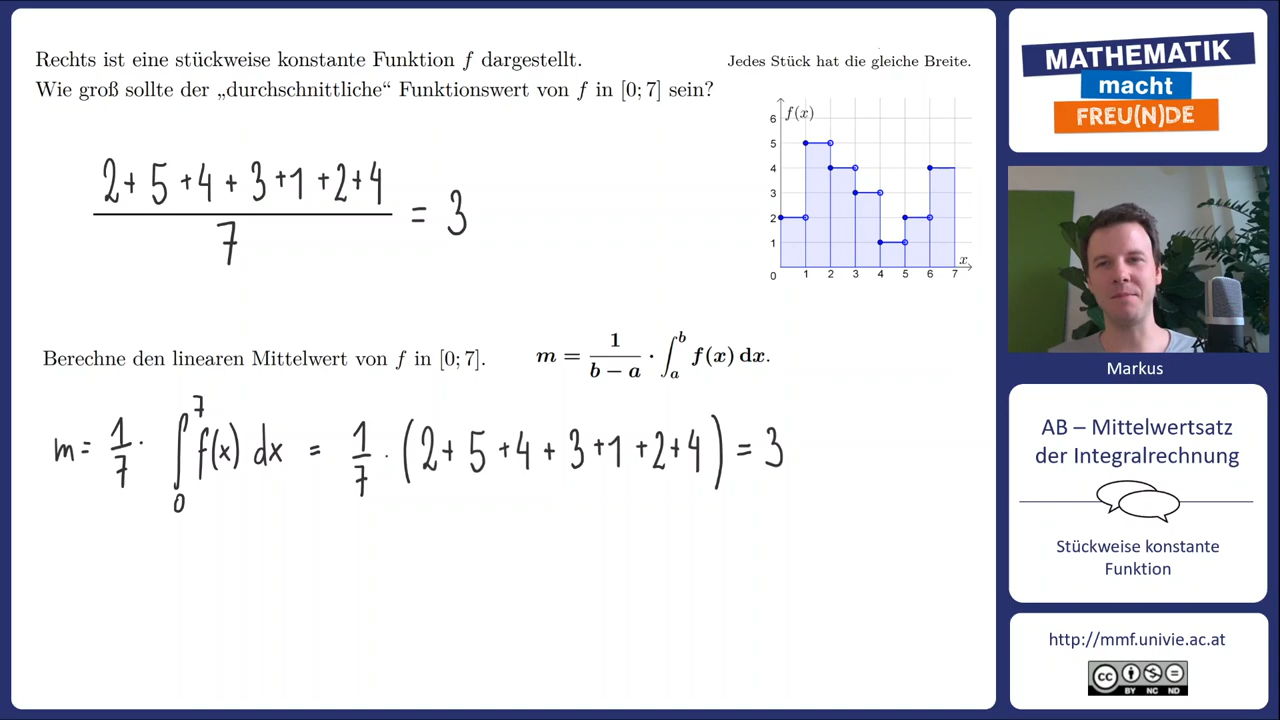 Rechts ist eine stückweise konstante Funktion f dargestellt.
Wie groß sollte der „durchschnittliche“ Funktionswert von f in [0; 7] sein?
2+ 5 +4 + 3 +1 +2+4
7
= 3
Jedes Stück hat die gleiche Breite.
f(x)
6
5
4
3
2
1
0
1 2 3 4 5 6 7
x
Berechne den linearen Mittelwert von f in [0; 7].
m = 1/(b − a) · ∫_a^b f(x) dx.
m = 1/7 · ∫_0^7 f(x) dx = 1/7 · (2+ 5 +4 + 3 +1 +2+4) = 3
MATHEMATIK
macht
FREU(N)DE
Markus
AB – Mittelwertsatz
der Integralrechnung
Stückweise konstante
Funktion
http://mmf.univie.ac.at
cc
BY NC ND